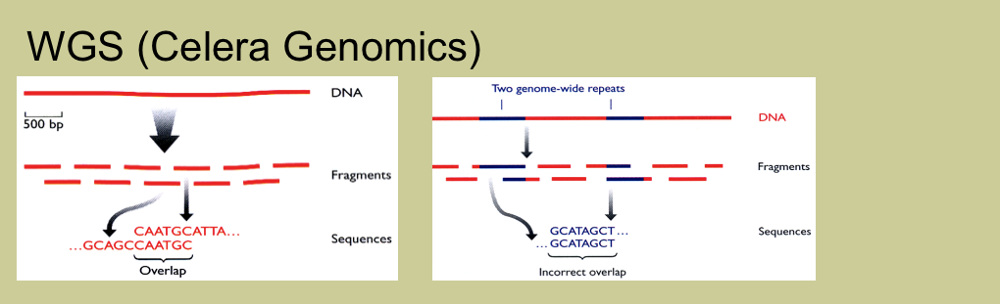 WGS (Celera Genomics)
DNA
500 bp
Fragments
CAATGCATTA...
...GCAGCCAATGC
Sequences
Overlap
Two genome-wide repeats
DNA
Fragments
GCATAGCT...
...GCATAGCT
Sequences
Incorrect overlap